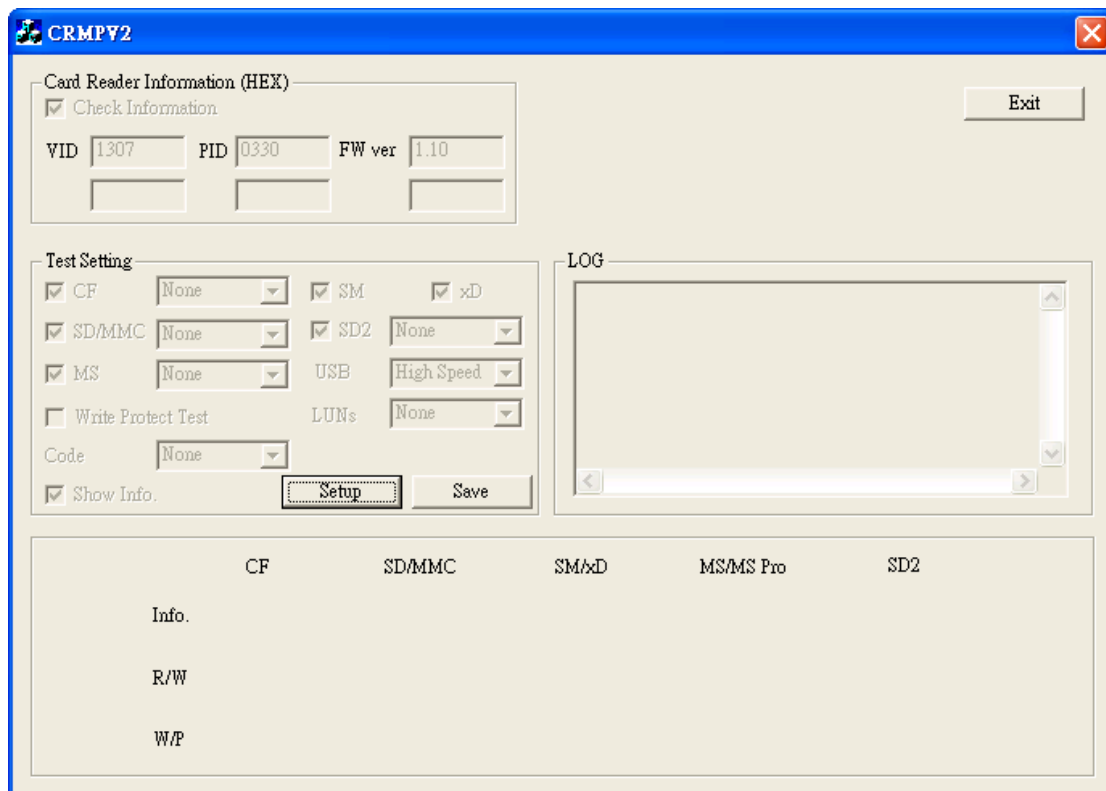 CRMPV2
Card Reader Information (HEX)
Check Information
Exit
VID 1307 PID 0330 FW ver 1.10
Test Setting
LOG
CF None SM xD
SD/MMC None SD2 None
MS None USB High Speed
Write Protect Test LUNs None
Code None
Show Info. Setup Save
CF SD/MMC SM/xD MS/MS Pro SD2
Info.
R/W
W/P